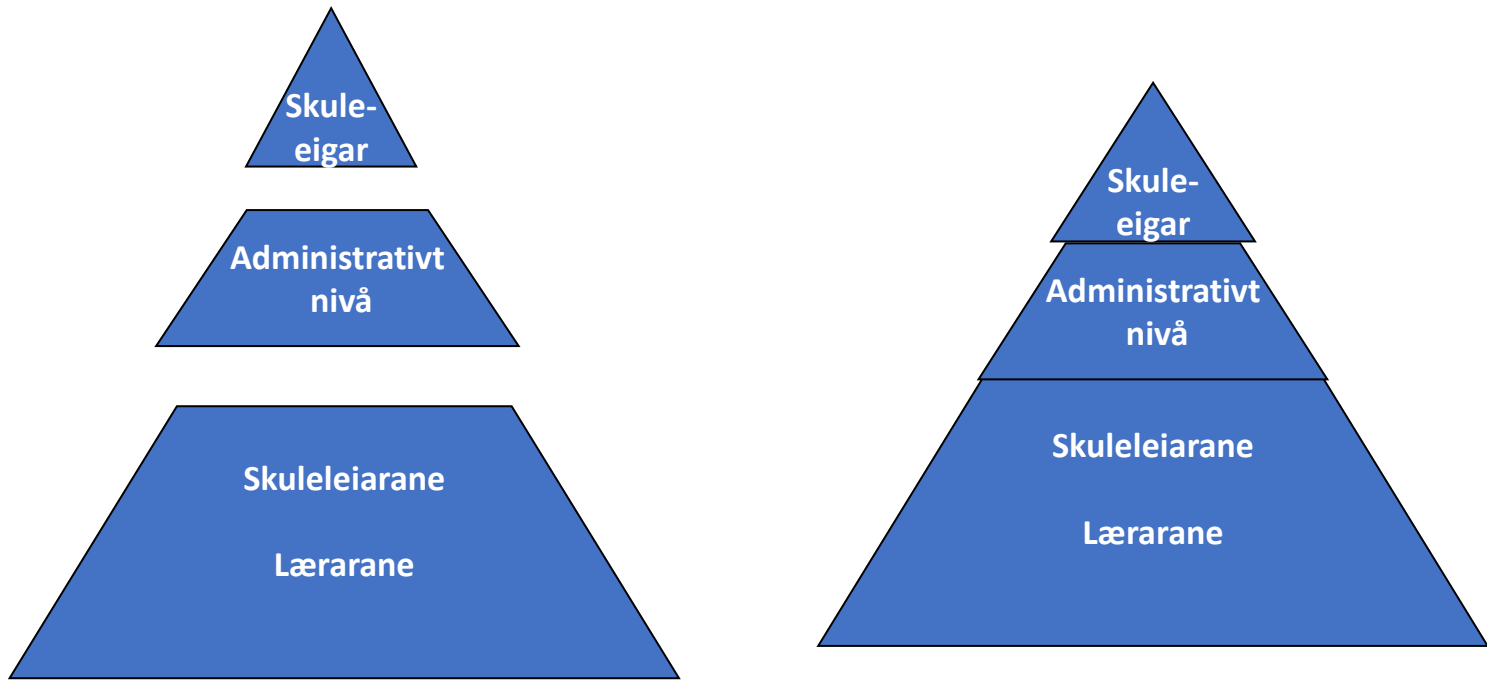 Skule-
eigar
Administrativt
nivå
Skuleleiarane
Lærarane
Skule-
eigar
Administrativt
nivå
Skuleleiarane
Lærarane